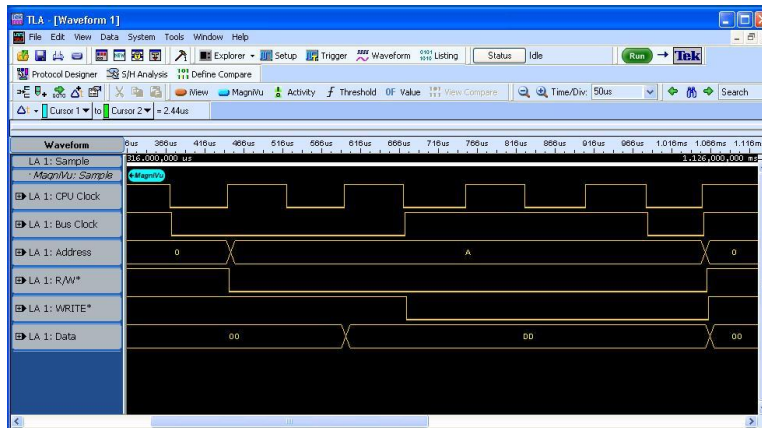 TLA - [Waveform 1]
File Edit View Data System Tools Window Help
Explorer Setup Trigger Waveform Listing Status Idle Run Tek
Protocol Designer S/H Analysis Define Compare
iView MagniVu Activity Threshold Value View Compare Time/Div: 50us Search
Cursor 1 to Cursor 2 = 2.44us
Waveform 6us 366us 416us 466us 516us 566us 616us 666us 716us 766us 816us 866us 916us 966us 1.016ms 1.066ms 1.116m
LA 1: Sample 316.000,000 us 1.126,000,000 ms
MagniVu: Sample MagniVu
LA 1: CPU Clock
LA 1: Bus Clock
LA 1: Address 0 A 0
LA 1: R/W*
LA 1: WRITE*
LA 1: Data 00 DD 00